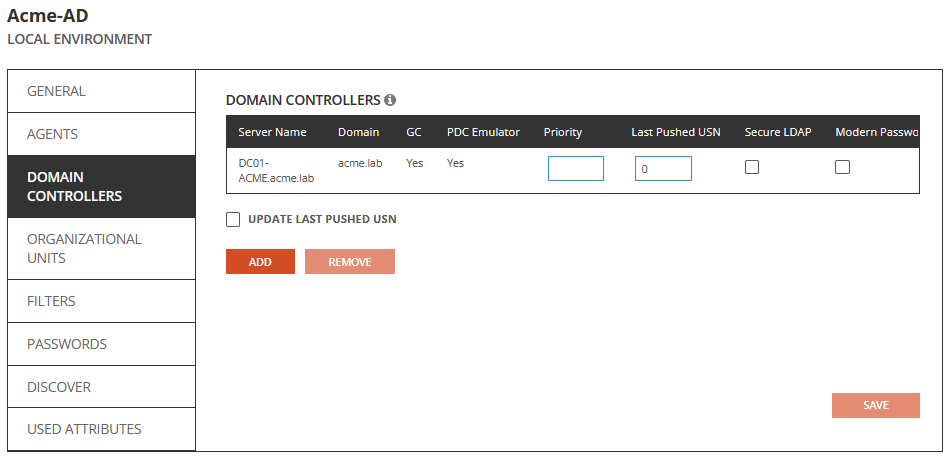 Acme-AD
LOCAL ENVIRONMENT
GENERAL
AGENTS
DOMAIN
CONTROLLERS
ORGANIZATIONAL
UNITS
FILTERS
PASSWORDS
DISCOVER
USED ATTRIBUTES
DOMAIN CONTROLLERS
Server Name Domain GC PDC Emulator Priority Last Pushed USN Secure LDAP Modern Passwo
DC01- acme.lab Yes Yes 0
ACME.acme.lab
UPDATE LAST PUSHED USN
ADD REMOVE
SAVE